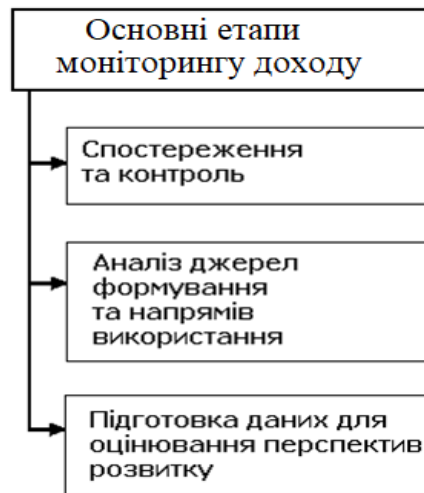 Основні етапи
моніторингу доходу
Спостереження
та контроль
Аналіз джерел
формування
та напрямів
використання
Підготовка даних для
оцінювання перспектив
розвитку